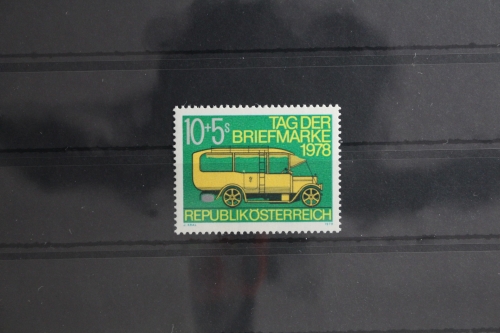 10+5s
TAG DER
BRIEFMARKE
1978
REPUBLIK ÖSTERREICH